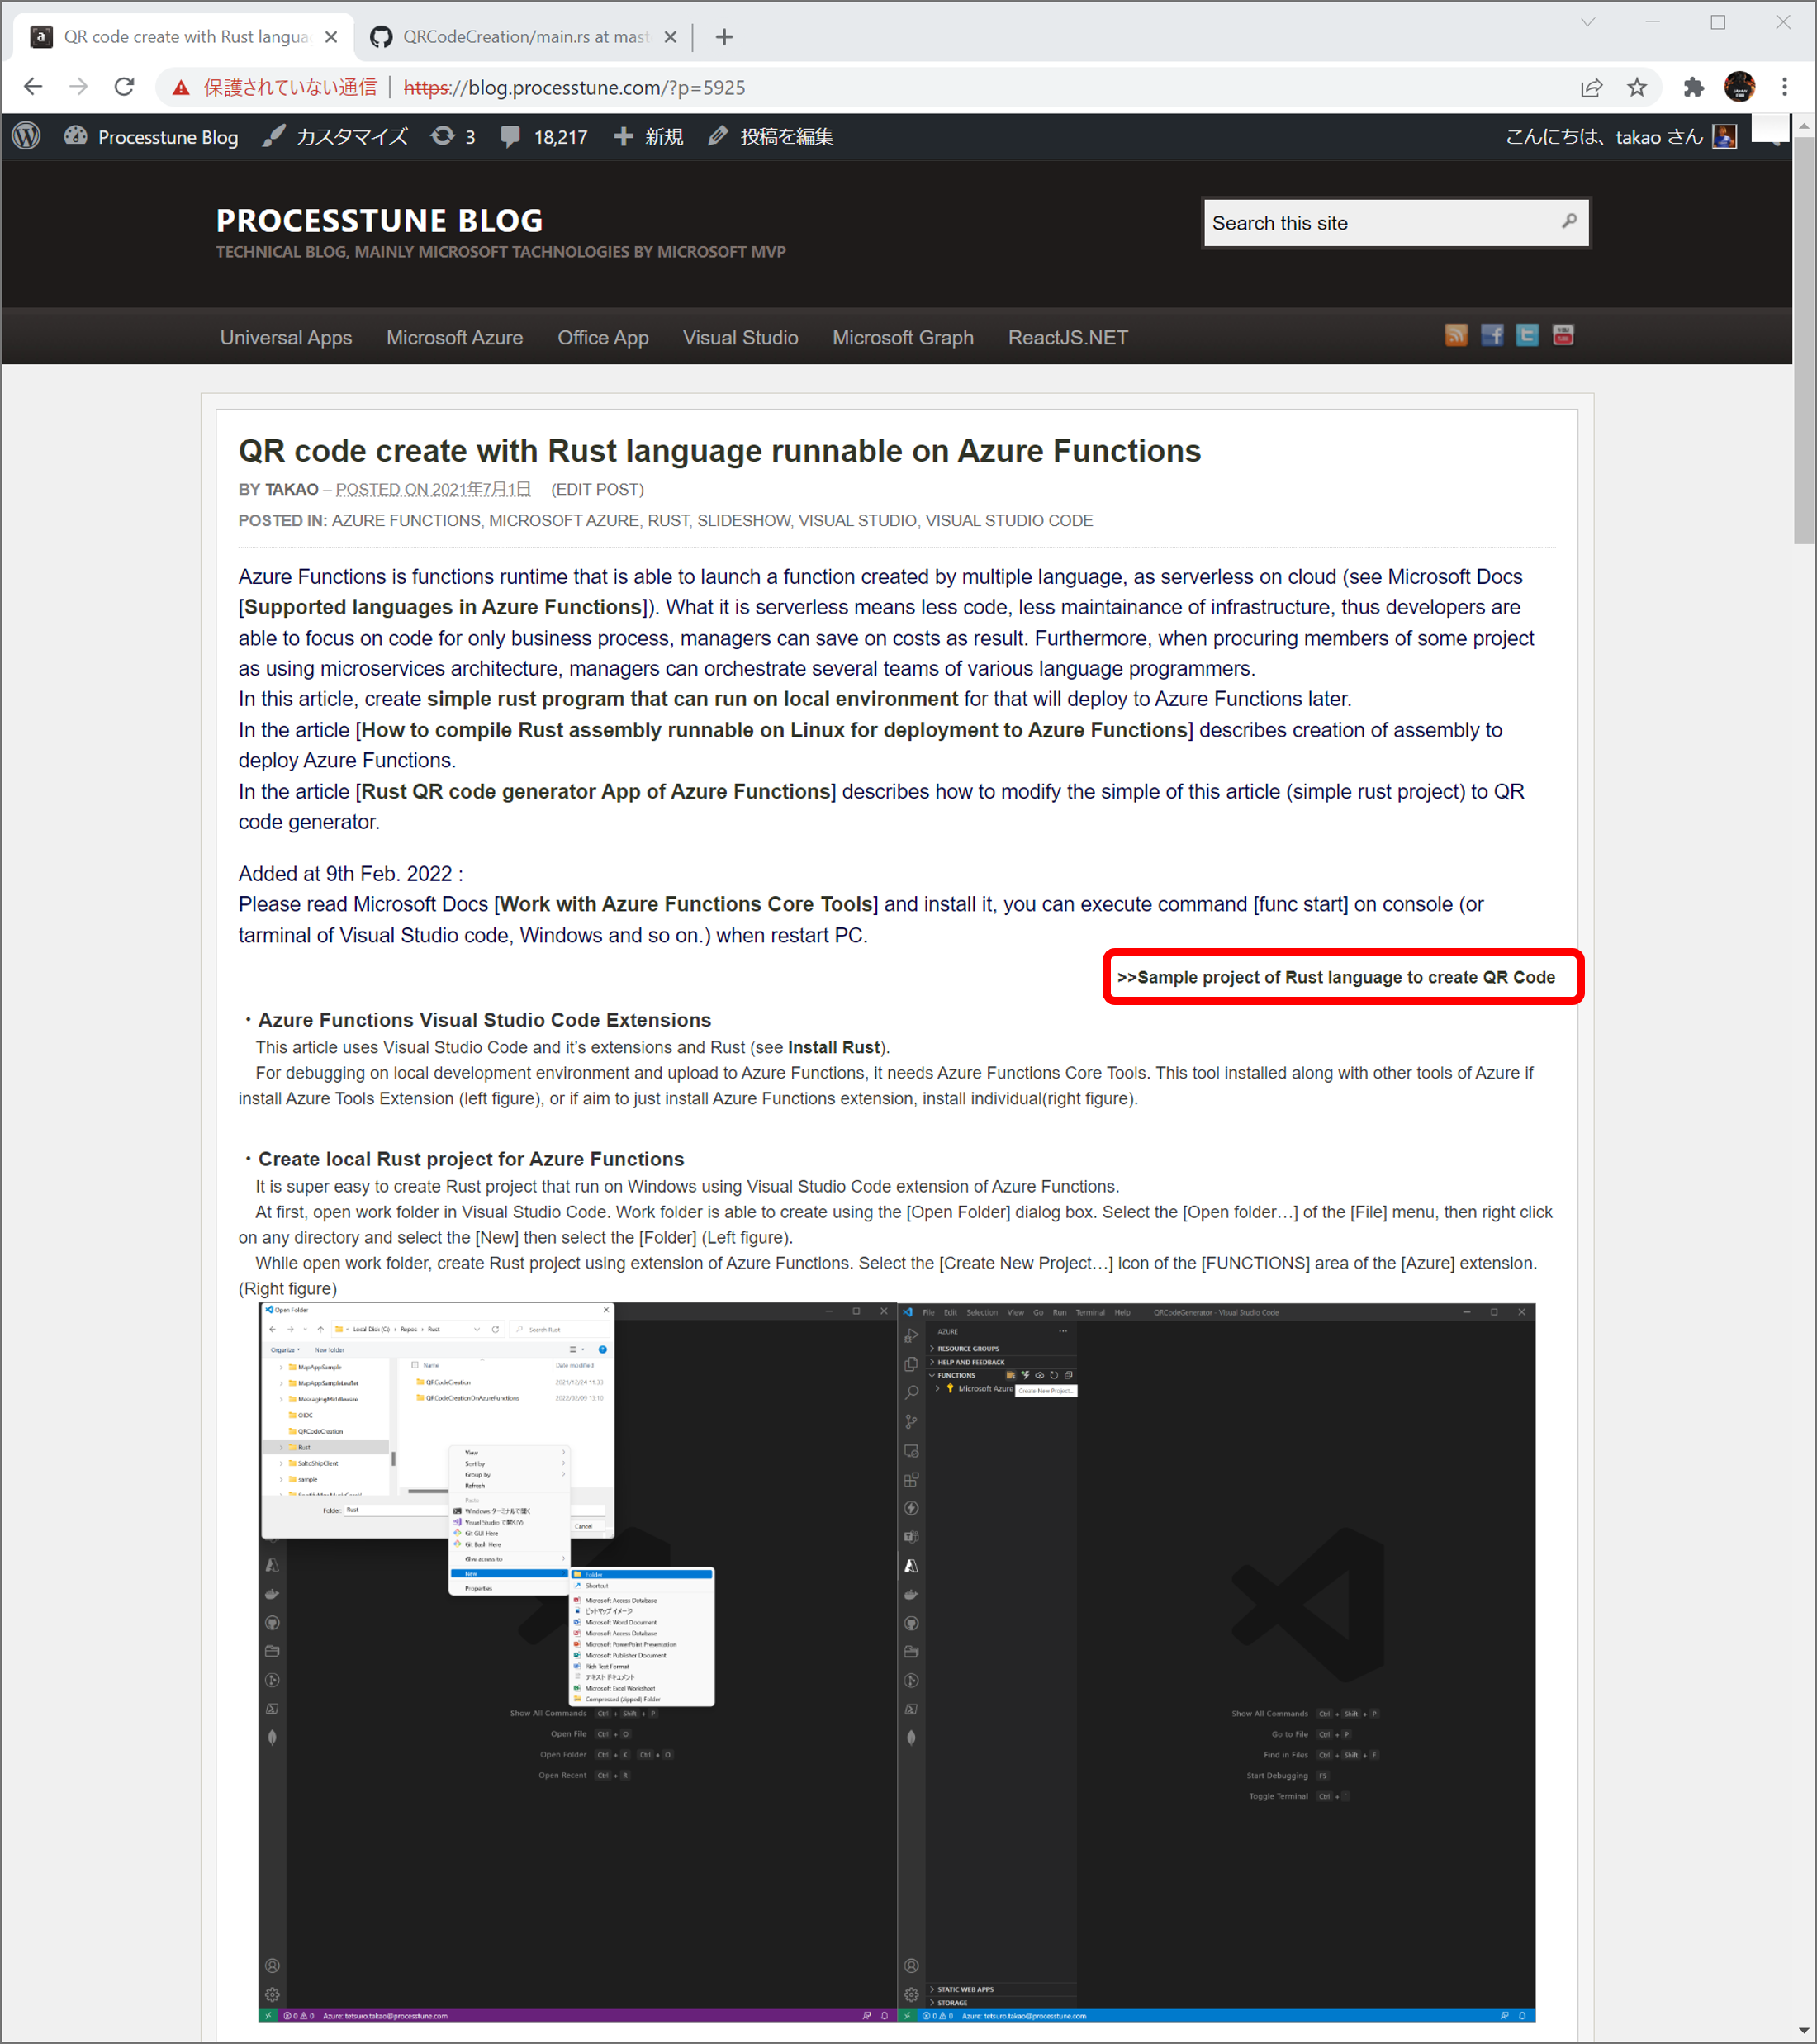 QR code create with Rust langua
QRCodeCreation/main.rs at mast
保護されていない通信
https://blog.processtune.com/?p=5925
Processtune Blog
カスタマイズ
3
18,217
新規
投稿を編集
こんにちは、takao さん
PROCESSTUNE BLOG
TECHNICAL BLOG, MAINLY MICROSOFT TACHNOLOGIES BY MICROSOFT MVP
Search this site
Universal Apps
Microsoft Azure
Office App
Visual Studio
Microsoft Graph
ReactJS.NET
QR code create with Rust language runnable on Azure Functions
BY TAKAO – POSTED ON 2021年7月1日 (EDIT POST)
POSTED IN: AZURE FUNCTIONS, MICROSOFT AZURE, RUST, SLIDESHOW, VISUAL STUDIO, VISUAL STUDIO CODE
Azure Functions is functions runtime that is able to launch a function created by multiple language, as serverless on cloud (see Microsoft Docs
[Supported languages in Azure Functions]). What it is serverless means less code, less maintainance of infrastructure, thus developers are
able to focus on code for only business process, managers can save on costs as result. Furthermore, when procuring members of some project
as using microservices architecture, managers can orchestrate several teams of various language programmers.
In this article, create simple rust program that can run on local environment for that will deploy to Azure Functions later.
In the article [How to compile Rust assembly runnable on Linux for deployment to Azure Functions] describes creation of assembly to
deploy Azure Functions.
In the article [Rust QR code generator App of Azure Functions] describes how to modify the simple of this article (simple rust project) to QR
code generator.
Added at 9th Feb. 2022 :
Please read Microsoft Docs [Work with Azure Functions Core Tools] and install it, you can execute command [func start] on console (or
tarminal of Visual Studio code, Windows and so on.) when restart PC.
>>Sample project of Rust language to create QR Code
・Azure Functions Visual Studio Code Extensions
This article uses Visual Studio Code and it's extensions and Rust (see Install Rust).
For debugging on local development environment and upload to Azure Functions, it needs Azure Functions Core Tools. This tool installed along with other tools of Azure if
install Azure Tools Extension (left figure), or if aim to just install Azure Functions extension, install individual(right figure).
・Create local Rust project for Azure Functions
It is super easy to create Rust project that run on Windows using Visual Studio Code extension of Azure Functions.
At first, open work folder in Visual Studio Code. Work folder is able to create using the [Open Folder] dialog box. Select the [Open folder…] of the [File] menu, then right click
on any directory and select the [New] then select the [Folder] (Left figure).
While open work folder, create Rust project using extension of Azure Functions. Select the [Create New Project…] icon of the [FUNCTIONS] area of the [Azure] extension.
(Right figure)
Open Folder
Local Disk (C:) › Repos › Rust
Search Rust
Organize
New folder
Name
Date modified
MapAppSample
MapAppSampleLeaflet
MessagingMiddleware
OIDC
QRCodeCreation
Rust
SaltoShipClient
sample
QRCodeCreation 2021/12/24 11:33
QRCodeCreationOnAzureFunctions 2022/02/09 13:10
Folder: Rust
Cancel
View
Sort by
Group by
Refresh
Paste
Windows ターミナルで開く
Visual Studio で開く(V)
Git GUI Here
Git Bash Here
Give access to
New
Properties
Folder
Shortcut
Microsoft Access Database
ビットマップ イメージ
Microsoft Word Document
Microsoft Access Database
Microsoft PowerPoint Presentation
Microsoft Publisher Document
Rich Text Format
テキスト ドキュメント
Microsoft Excel Worksheet
Compressed (zipped) Folder
Show All Commands Ctrl + Shift + P
Open File Ctrl + O
Open Folder Ctrl + K Ctrl + O
Open Recent Ctrl + R
0 0 Azure: tetsuro.takao@processtune.com
File Edit Selection View Go Run Terminal Help
QRCodeGenerator - Visual Studio Code
AZURE
RESOURCE GROUPS
HELP AND FEEDBACK
FUNCTIONS
Microsoft Azure
Create New Project...
Show All Commands Ctrl + Shift + P
Go to File Ctrl + P
Find in Files Ctrl + Shift + F
Start Debugging F5
Toggle Terminal Ctrl +
STATIC WEB APPS
STORAGE
0 0 Azure: tetsuro.takao@processtune.com